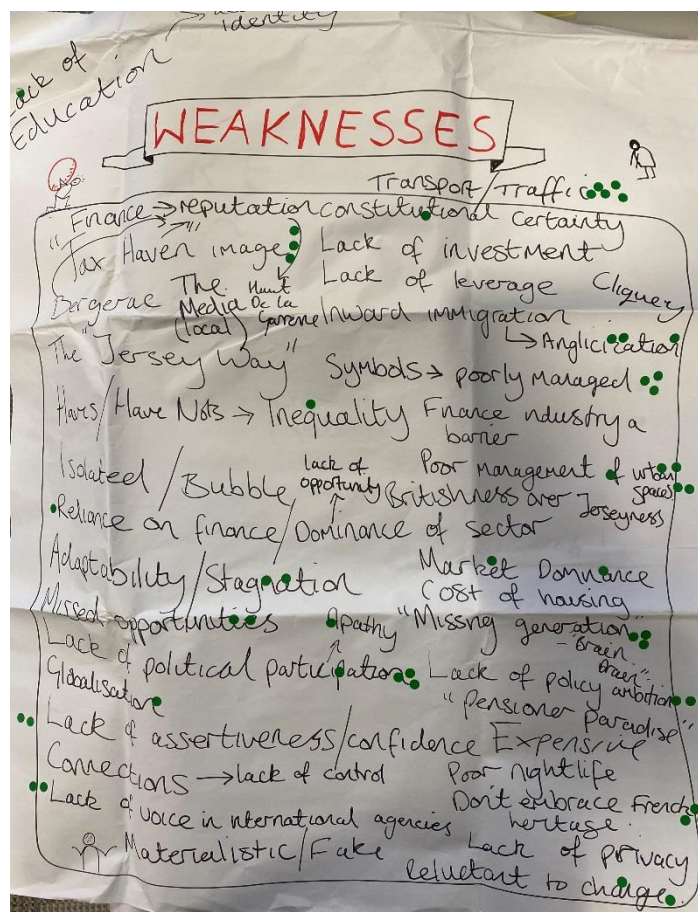 identity
Lack of
Education
WEAKNESSES
Transport/Traffic
"Finance → reputation constitutional certainty
Tax Haven image Lack of investment
Bergerac The Haut Lack of leverage Cliquey
Media De la
(local) Garenne Inward immigration
→ Anglicization
The "Jersey Way"
Symbols → poorly managed
Haves/Have Nots → Inequality Finance ndustry a
barrier
Isolated / Bubble lack of Poor management of urban
opportunity spaces
Britishness over Jerseyness
Reliance on finance / Dominance of sector
Adaptability/Stagnation Market Domnance
Cost of housing
Missed opportunities Apathy "Missing generation"
- "Brain
Drain"
Lack of political participation Lack of policy ambition
Globalisation "Pensioner Paradise"
Lack of assertiveness/confidence Expensive
Connections → lack of control Poor nightlife
Lack of voice in international agencies Don't embrace French
heritage.
Materialistic/Fake Lack of privacy
Reluctant to change.